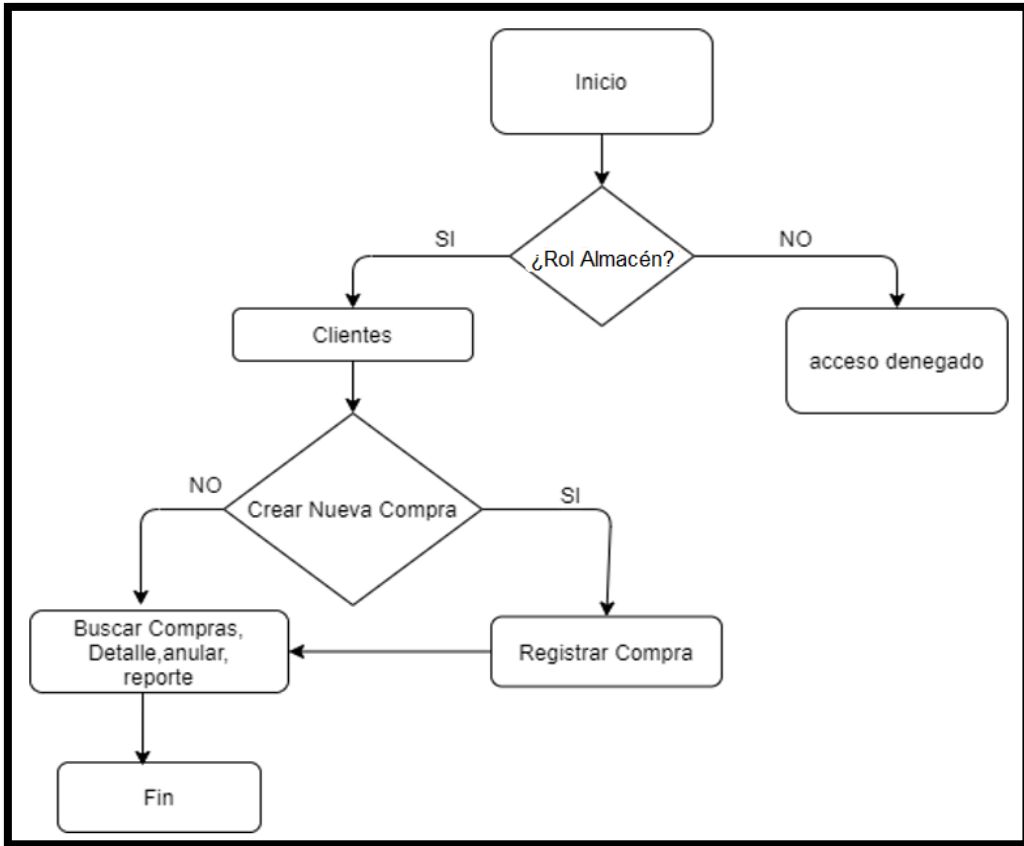 Inicio
SI
NO
¿Rol Almacén?
Clientes
acceso denegado
NO
SI
Crear Nueva Compra
Buscar Compras,
Detalle,anular,
reporte
Registrar Compra
Fin